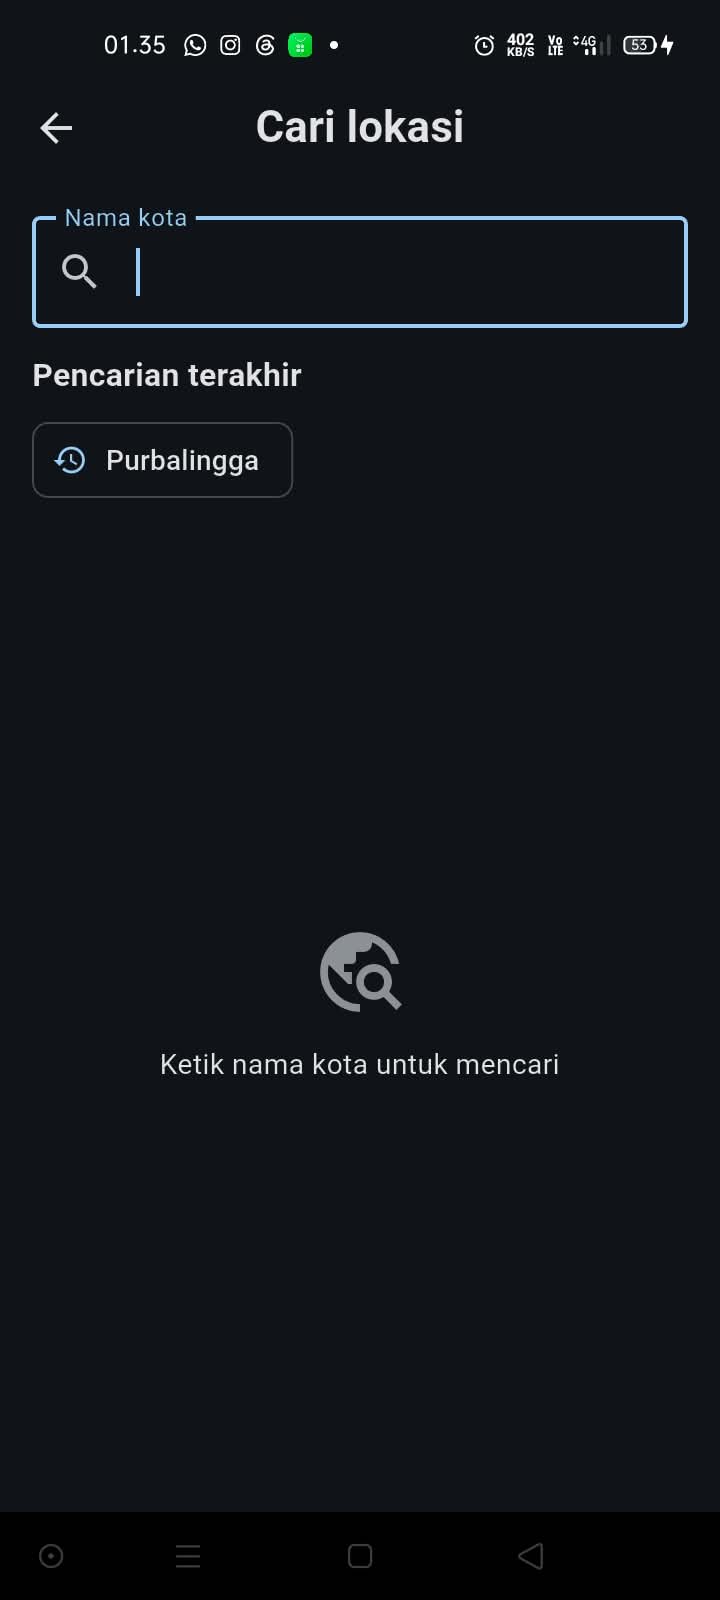 01.35
402
KB/S
Vo
LTE
4G
53
Cari lokasi
Nama kota
Pencarian terakhir
Purbalingga
Ketik nama kota untuk mencari